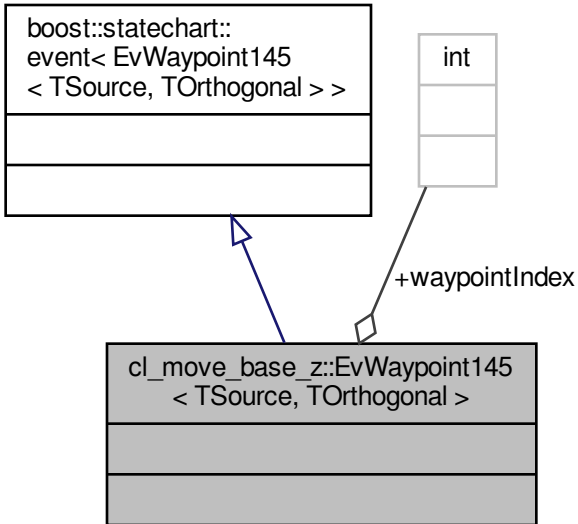 boost::statechart::
event< EvWaypoint145
< TSource, TOrthogonal > >
int
+waypointIndex
cl_move_base_z::EvWaypoint145
< TSource, TOrthogonal >